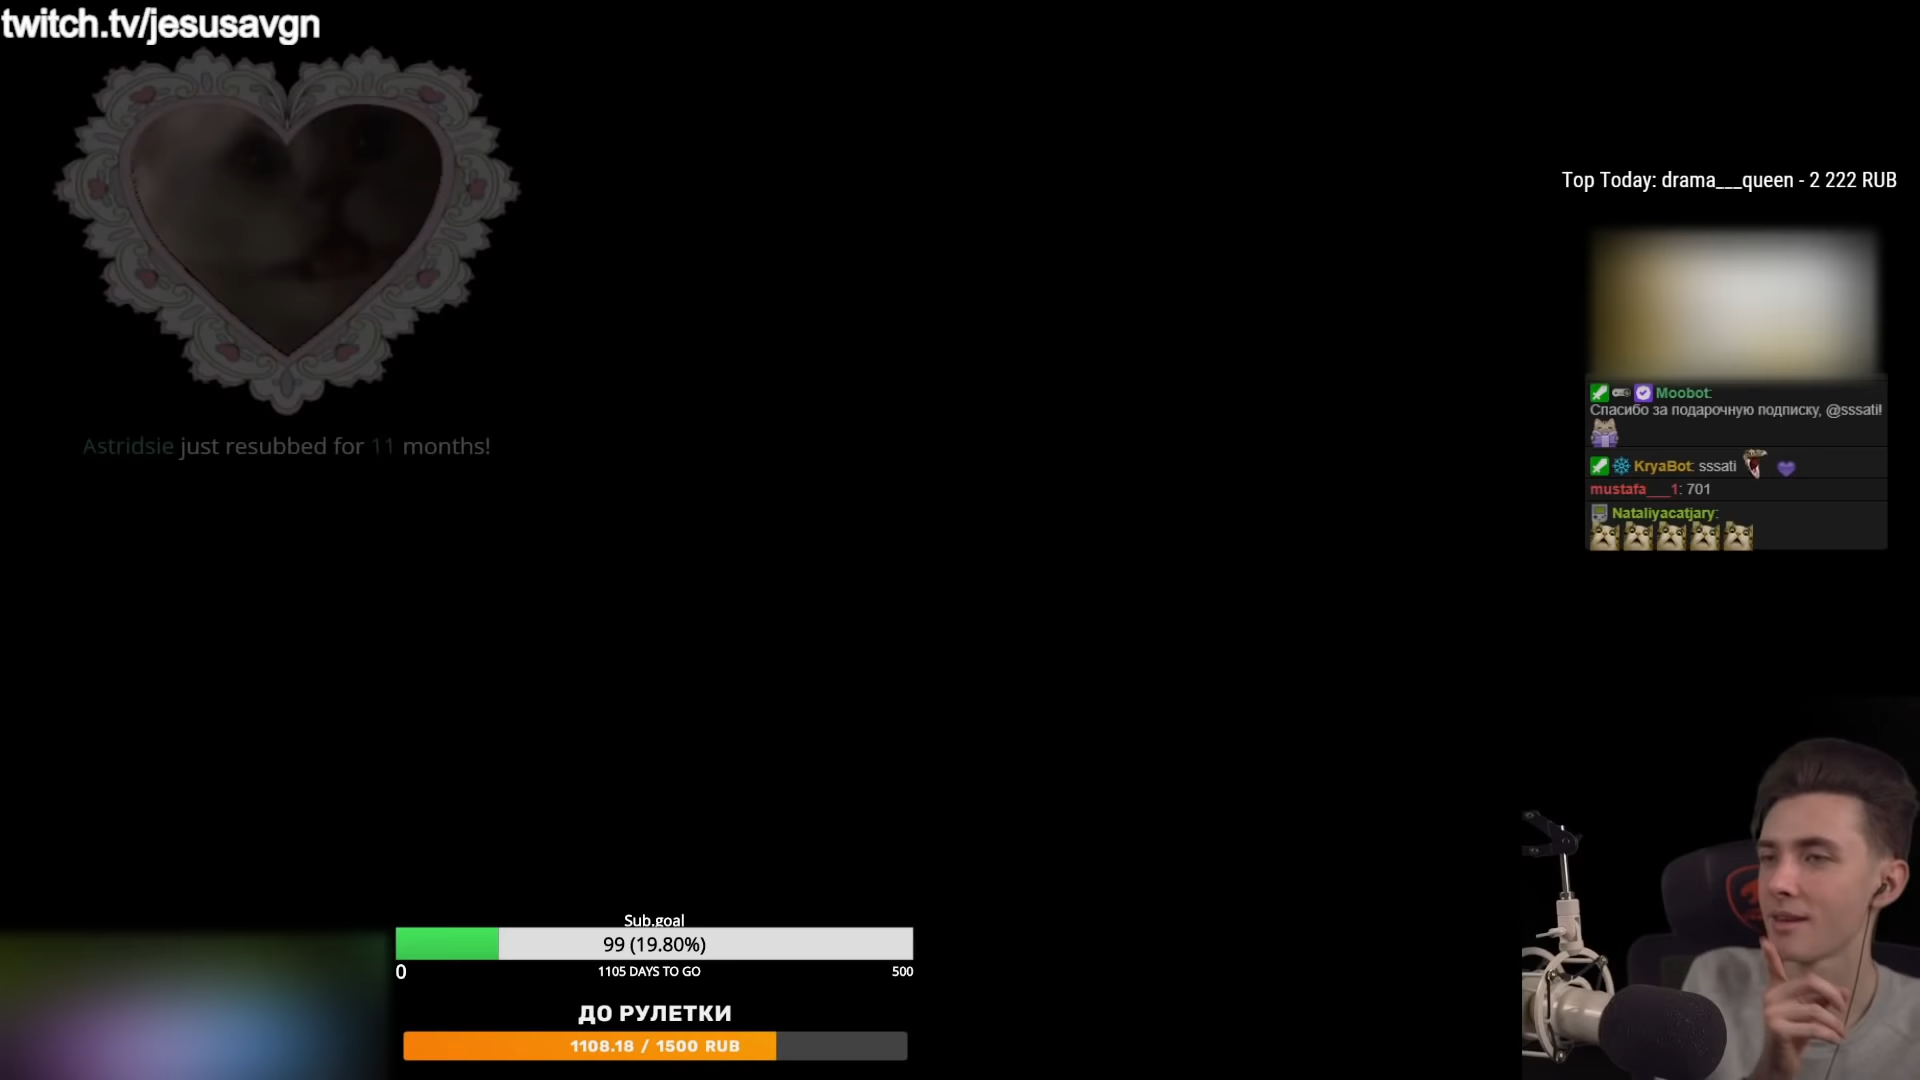 twitch.tv/jesusavgn
Top Today: drama___queen - 2 222 RUB
Moobot:
Спасибо за подарочную подписку, @sssati!
KryaBot: sssati
mustafa___1: 701
Nataliyacatjary:
Astridsie just resubbed for 11 months!
Sub.goal
99 (19.80%)
0 1105 DAYS TO GO 500
ДО РУЛЕТКИ
1108.18 / 1500 RUB